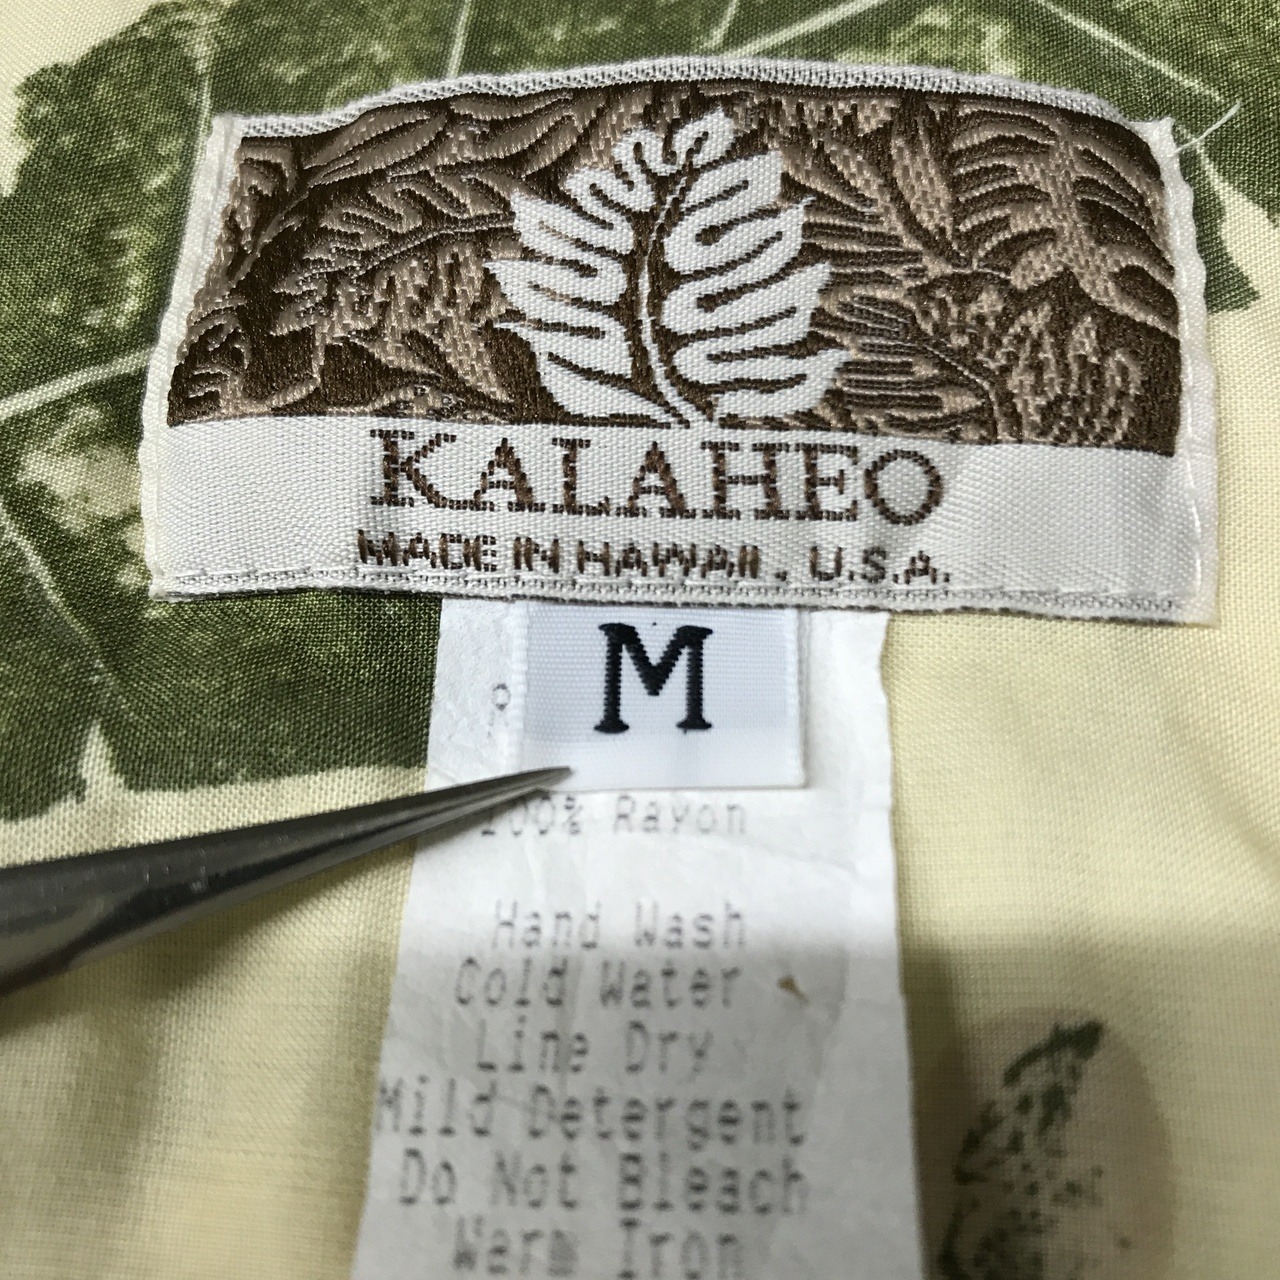 KALAHEO
MADE IN HAWAII, U.S.A.
M
100% Rayon
Hand Wash
Cold Water
Line Dry
Mild Detergent
Do Not Bleach
Warm Iron